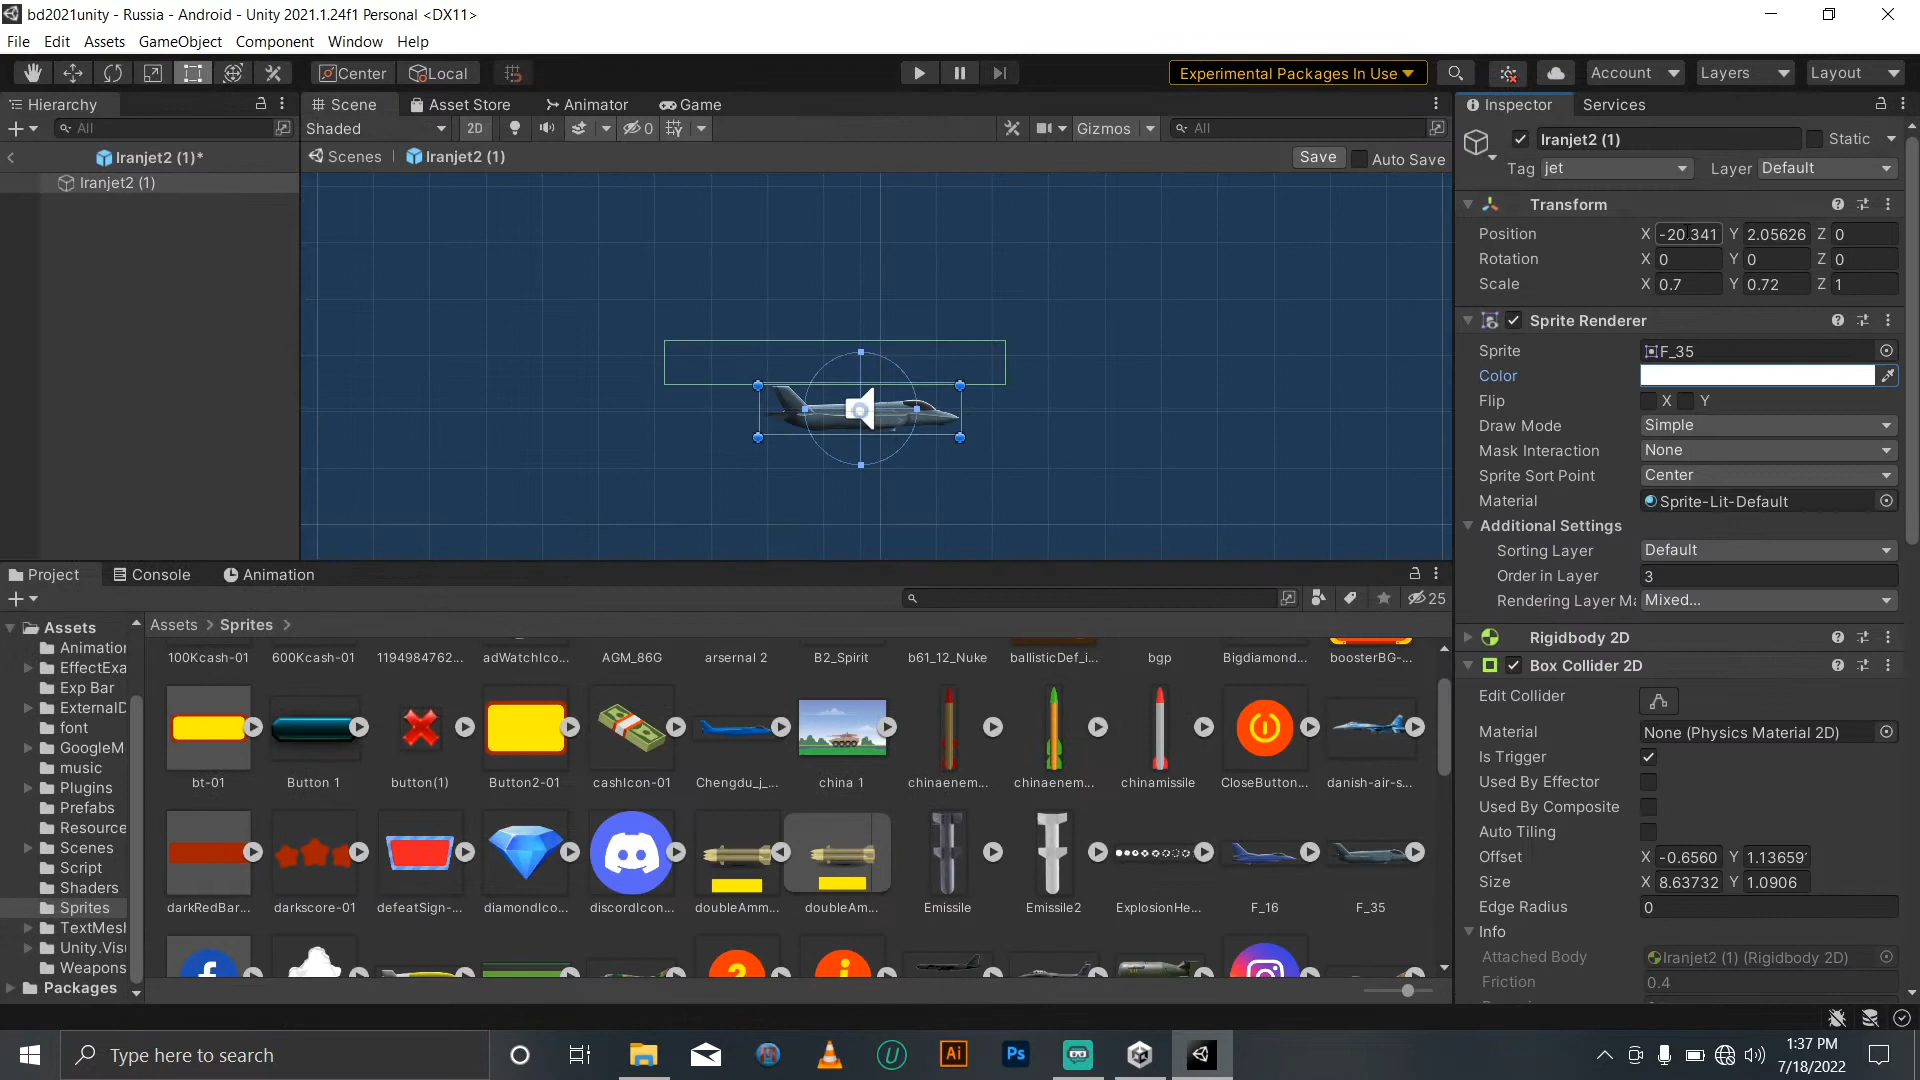 bd2021unity - Russia - Android - Unity 2021.1.24f1 Personal <DX11>
File Edit Assets GameObject Component Window Help
Center Local Experimental Packages In Use Account Layers Layout
Hierarchy
All
Iranjet2 (1)*
Iranjet2 (1)
Scene Asset Store Animator Game
Shaded 2D 0 Gizmos All
Scenes Iranjet2 (1) Save Auto Save
Inspector Services
Iranjet2 (1) Static
Tag jet Layer Default
Transform
Position X -20.341 Y 2.05626 Z 0
Rotation X 0 Y 0 Z 0
Scale X 0.7 Y 0.72 Z 1
Sprite Renderer
Sprite F_35
Color
Flip X Y
Draw Mode Simple
Mask Interaction None
Sprite Sort Point Center
Material Sprite-Lit-Default
Additional Settings
Sorting Layer Default
Order in Layer 3
Rendering Layer Ma Mixed...
Rigidbody 2D
Box Collider 2D
Edit Collider
Material None (Physics Material 2D)
Is Trigger
Used By Effector
Used By Composite
Auto Tiling
Offset X -0.6560 Y 1.13659
Size X 8.63732 Y 1.0906
Edge Radius 0
Info
Attached Body Iranjet2 (1) (Rigidbody 2D)
Friction 0.4
Project Console Animation
25
Assets
Animation
EffectExa
Exp Bar
ExternalD
font
GoogleM
music
Plugins
Prefabs
Resource
Scenes
Script
Shaders
Sprites
TextMesh
Unity.Vis
Weapons
Packages
Assets > Sprites >
100Kcash-01 600Kcash-01 1194984762... adWatchIco... AGM_86G arsernal 2 B2_Spirit b61_12_Nuke ballisticDef_i... bgp Bigdiamond... boosterBG-...
bt-01 Button 1 button(1) Button2-01 cashIcon-01 Chengdu_j_... china 1 chinaenem... chinaenem... chinamissile CloseButton... danish-air-s...
darkRedBar... darkscore-01 defeatSign-... diamondIco... discordIcon... doubleAmm... doubleAm... Emissile Emissile2 ExplosionHe... F_16 F_35
Type here to search
Ai Ps
1:37 PM
7/18/2022